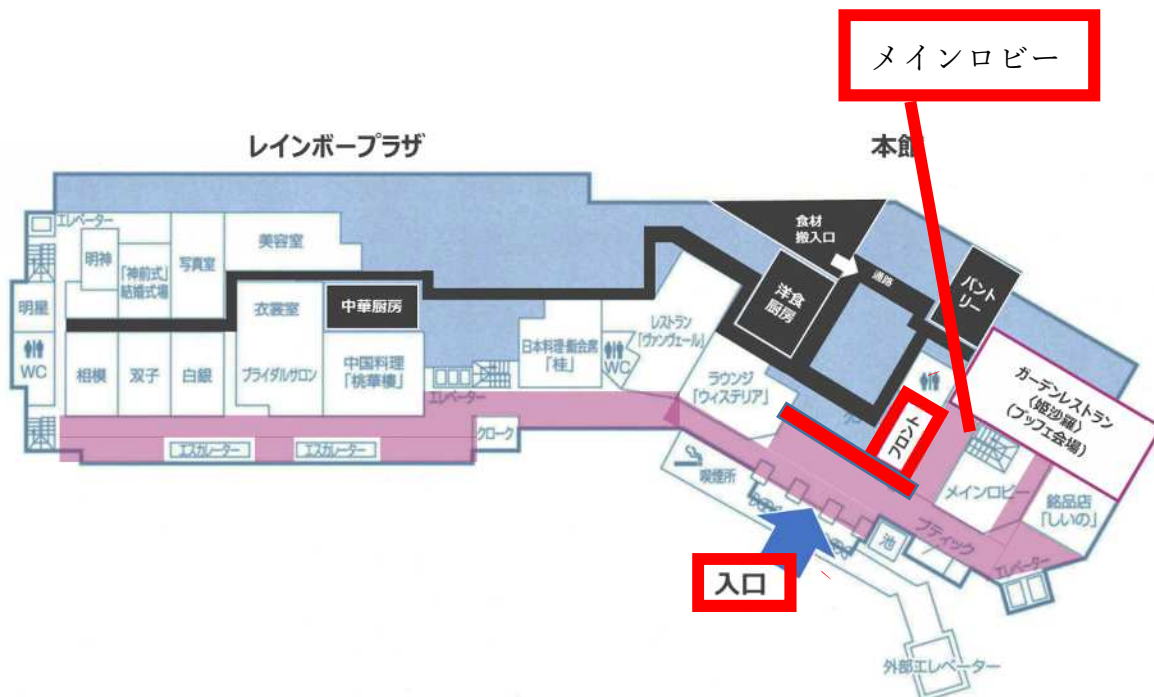 メインロビー
レインボープラザ
本館
エレベーター
食材
搬入口
美容室
明神
「神前式」
結婚式場
写真室
通路
パント
リー
明星
衣裳室
中華厨房
洋食
厨房
レストラン
「ヴァンヴェール」
日本料理・鮨会席
「桂」
WC
WC
相模
双子
白銀
ブライダルサロン
中国料理
「桃華樓」
エレベーター
ラウンジ
「ウィステリア」
ガーデンレストラン
〈姫沙羅〉
(ブッフェ会場)
フロント
クローク
エスカレーター
エスカレーター
喫煙所
メインロビー
銘品店
「しいの」
池
ブティック
エレベーター
入口
外部エレベーター